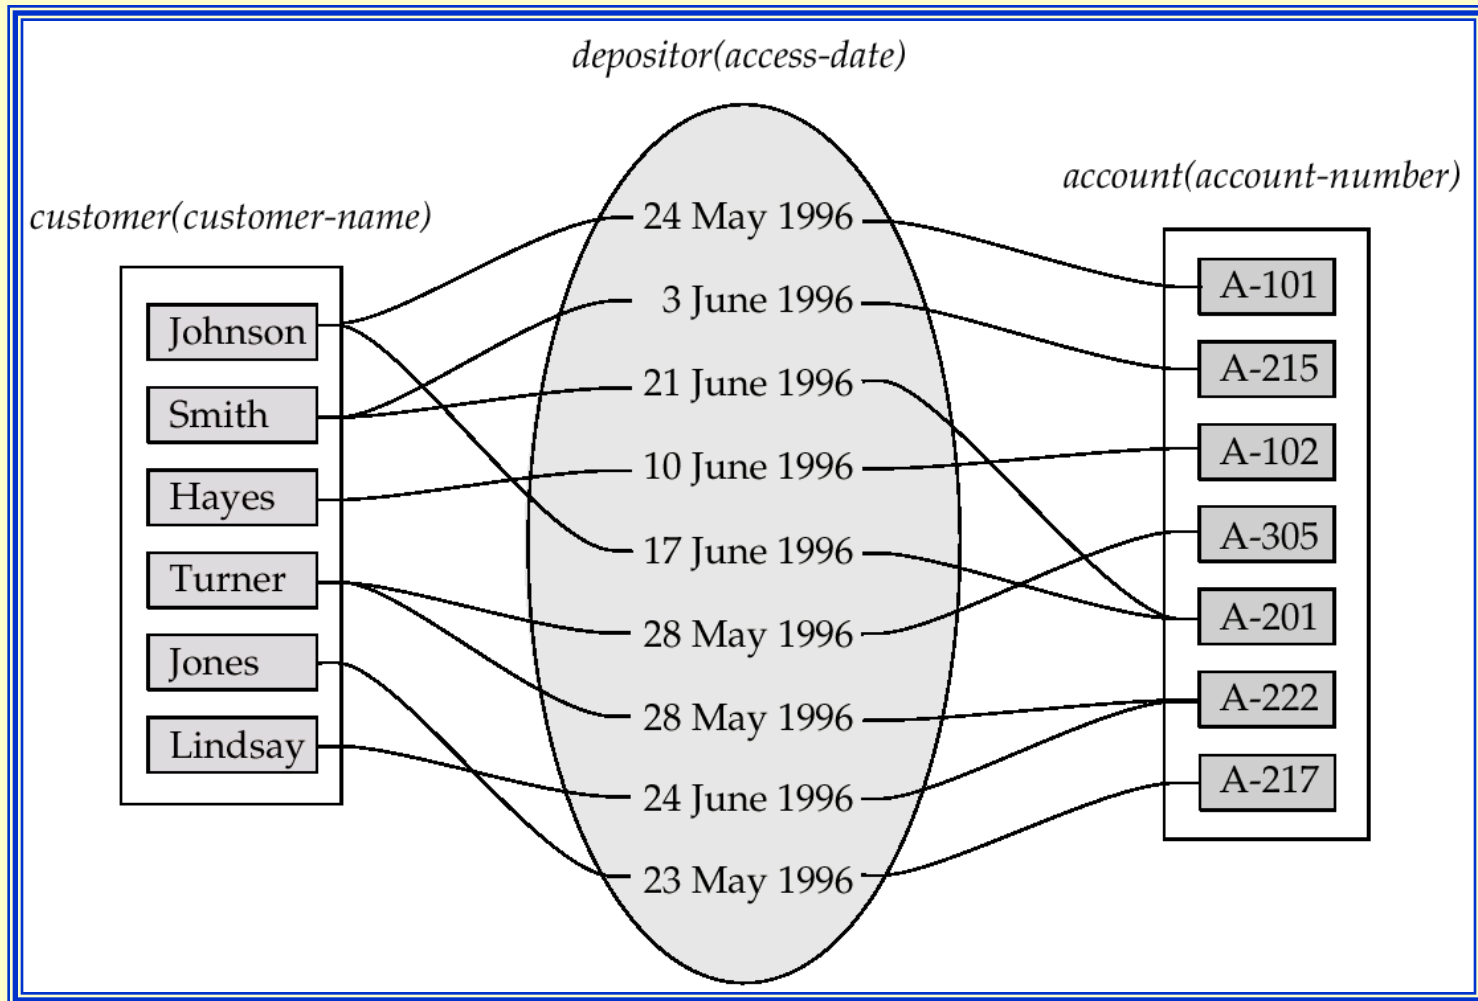 depositor(access-date)
account(account-number)
customer(customer-name)
Johnson
Smith
Hayes
Turner
Jones
Lindsay
24 May 1996
3 June 1996
21 June 1996
10 June 1996
17 June 1996
28 May 1996
28 May 1996
24 June 1996
23 May 1996
A-101
A-215
A-102
A-305
A-201
A-222
A-217